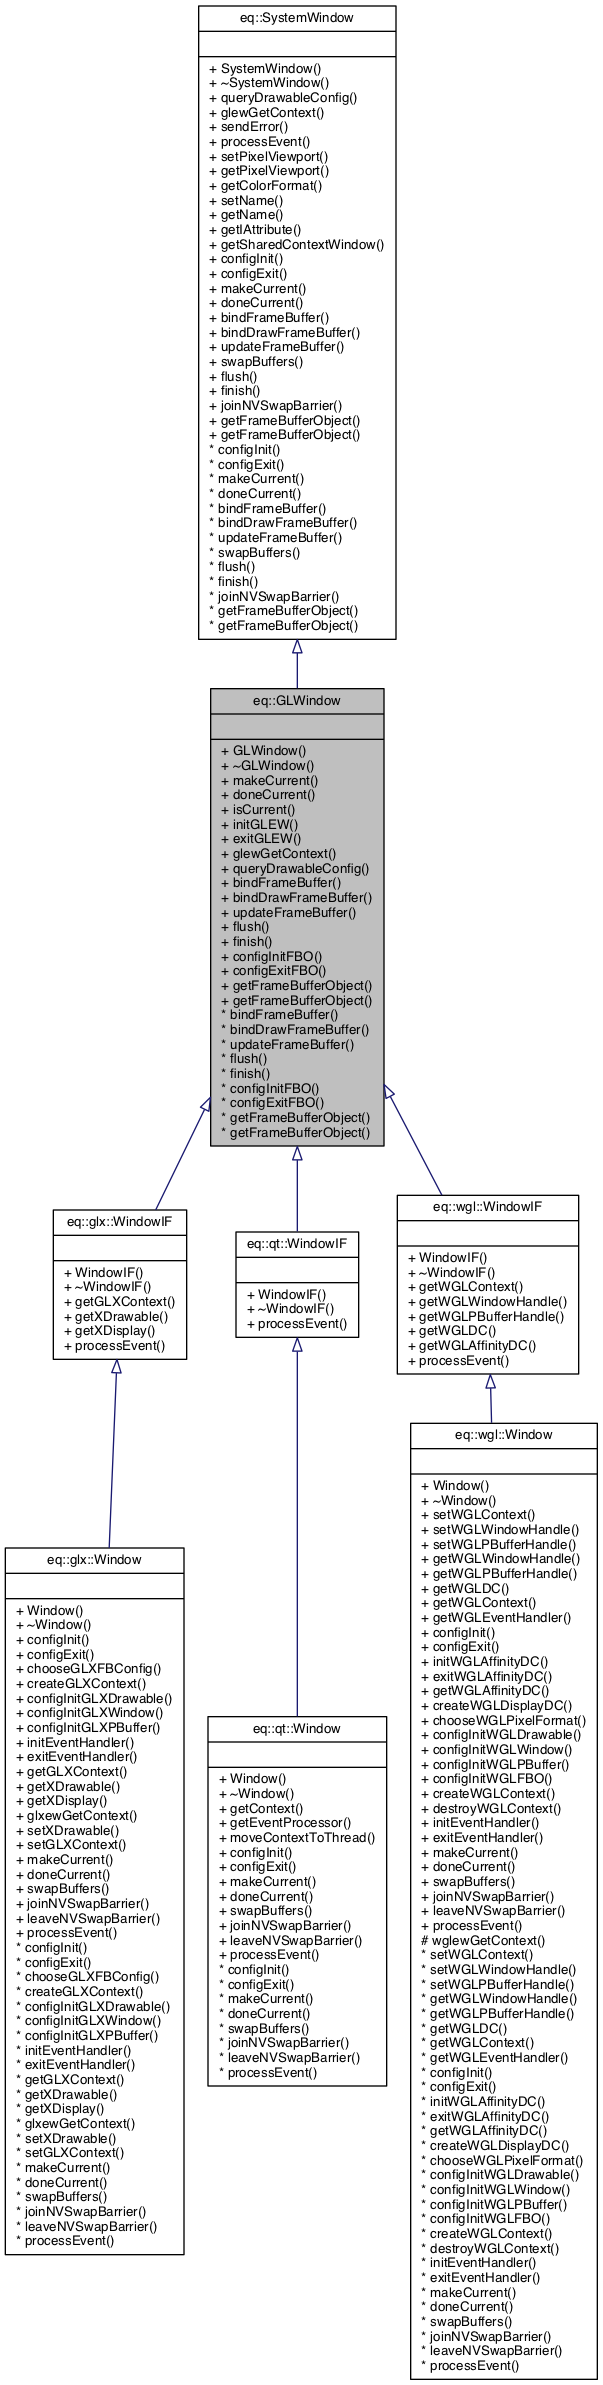 eq::SystemWindow
+ SystemWindow()
+ ~SystemWindow()
+ queryDrawableConfig()
+ glewGetContext()
+ sendError()
+ processEvent()
+ setPixelViewport()
+ getPixelViewport()
+ getColorFormat()
+ setName()
+ getName()
+ getIAttribute()
+ getSharedContextWindow()
+ configInit()
+ configExit()
+ makeCurrent()
+ doneCurrent()
+ bindFrameBuffer()
+ bindDrawFrameBuffer()
+ updateFrameBuffer()
+ swapBuffers()
+ flush()
+ finish()
+ joinNVSwapBarrier()
+ getFrameBufferObject()
+ getFrameBufferObject()
* configInit()
* configExit()
* makeCurrent()
* doneCurrent()
* bindFrameBuffer()
* bindDrawFrameBuffer()
* updateFrameBuffer()
* swapBuffers()
* flush()
* finish()
* joinNVSwapBarrier()
* getFrameBufferObject()
* getFrameBufferObject()
eq::GLWindow
+ GLWindow()
+ ~GLWindow()
+ makeCurrent()
+ doneCurrent()
+ isCurrent()
+ initGLEW()
+ exitGLEW()
+ glewGetContext()
+ queryDrawableConfig()
+ bindFrameBuffer()
+ bindDrawFrameBuffer()
+ updateFrameBuffer()
+ flush()
+ finish()
+ configInitFBO()
+ configExitFBO()
+ getFrameBufferObject()
+ getFrameBufferObject()
* bindFrameBuffer()
* bindDrawFrameBuffer()
* updateFrameBuffer()
* flush()
* finish()
* configInitFBO()
* configExitFBO()
* getFrameBufferObject()
* getFrameBufferObject()
eq::glx::WindowIF
+ WindowIF()
+ ~WindowIF()
+ getGLXContext()
+ getXDrawable()
+ getXDisplay()
+ processEvent()
eq::qt::WindowIF
+ WindowIF()
+ ~WindowIF()
+ processEvent()
eq::wgl::WindowIF
+ WindowIF()
+ ~WindowIF()
+ getWGLContext()
+ getWGLWindowHandle()
+ getWGLPBufferHandle()
+ getWGLDC()
+ getWGLAffinityDC()
+ processEvent()
eq::glx::Window
+ Window()
+ ~Window()
+ configInit()
+ configExit()
+ chooseGLXFBConfig()
+ createGLXContext()
+ configInitGLXDrawable()
+ configInitGLXWindow()
+ configInitGLXPBuffer()
+ initEventHandler()
+ exitEventHandler()
+ getGLXContext()
+ getXDrawable()
+ getXDisplay()
+ glxewGetContext()
+ setXDrawable()
+ setGLXContext()
+ makeCurrent()
+ doneCurrent()
+ swapBuffers()
+ joinNVSwapBarrier()
+ leaveNVSwapBarrier()
+ processEvent()
* configInit()
* configExit()
* chooseGLXFBConfig()
* createGLXContext()
* configInitGLXDrawable()
* configInitGLXWindow()
* configInitGLXPBuffer()
* initEventHandler()
* exitEventHandler()
* getGLXContext()
* getXDrawable()
* getXDisplay()
* glxewGetContext()
* setXDrawable()
* setGLXContext()
* makeCurrent()
* doneCurrent()
* swapBuffers()
* joinNVSwapBarrier()
* leaveNVSwapBarrier()
* processEvent()
eq::qt::Window
+ Window()
+ ~Window()
+ getContext()
+ getEventProcessor()
+ moveContextToThread()
+ configInit()
+ configExit()
+ makeCurrent()
+ doneCurrent()
+ swapBuffers()
+ joinNVSwapBarrier()
+ leaveNVSwapBarrier()
+ processEvent()
* configInit()
* configExit()
* makeCurrent()
* doneCurrent()
* swapBuffers()
* joinNVSwapBarrier()
* leaveNVSwapBarrier()
* processEvent()
eq::wgl::Window
+ Window()
+ ~Window()
+ setWGLContext()
+ setWGLWindowHandle()
+ setWGLPBufferHandle()
+ getWGLWindowHandle()
+ getWGLPBufferHandle()
+ getWGLDC()
+ getWGLContext()
+ getWGLEventHandler()
+ configInit()
+ configExit()
+ initWGLAffinityDC()
+ exitWGLAffinityDC()
+ getWGLAffinityDC()
+ createWGLDisplayDC()
+ chooseWGLPixelFormat()
+ configInitWGLDrawable()
+ configInitWGLWindow()
+ configInitWGLPBuffer()
+ configInitWGLFBO()
+ createWGLContext()
+ destroyWGLContext()
+ initEventHandler()
+ exitEventHandler()
+ makeCurrent()
+ doneCurrent()
+ swapBuffers()
+ joinNVSwapBarrier()
+ leaveNVSwapBarrier()
+ processEvent()
# wglewGetContext()
* setWGLContext()
* setWGLWindowHandle()
* setWGLPBufferHandle()
* getWGLWindowHandle()
* getWGLPBufferHandle()
* getWGLDC()
* getWGLContext()
* getWGLEventHandler()
* configInit()
* configExit()
* initWGLAffinityDC()
* exitWGLAffinityDC()
* getWGLAffinityDC()
* createWGLDisplayDC()
* chooseWGLPixelFormat()
* configInitWGLDrawable()
* configInitWGLWindow()
* configInitWGLPBuffer()
* configInitWGLFBO()
* createWGLContext()
* destroyWGLContext()
* initEventHandler()
* exitEventHandler()
* makeCurrent()
* doneCurrent()
* swapBuffers()
* joinNVSwapBarrier()
* leaveNVSwapBarrier()
* processEvent()